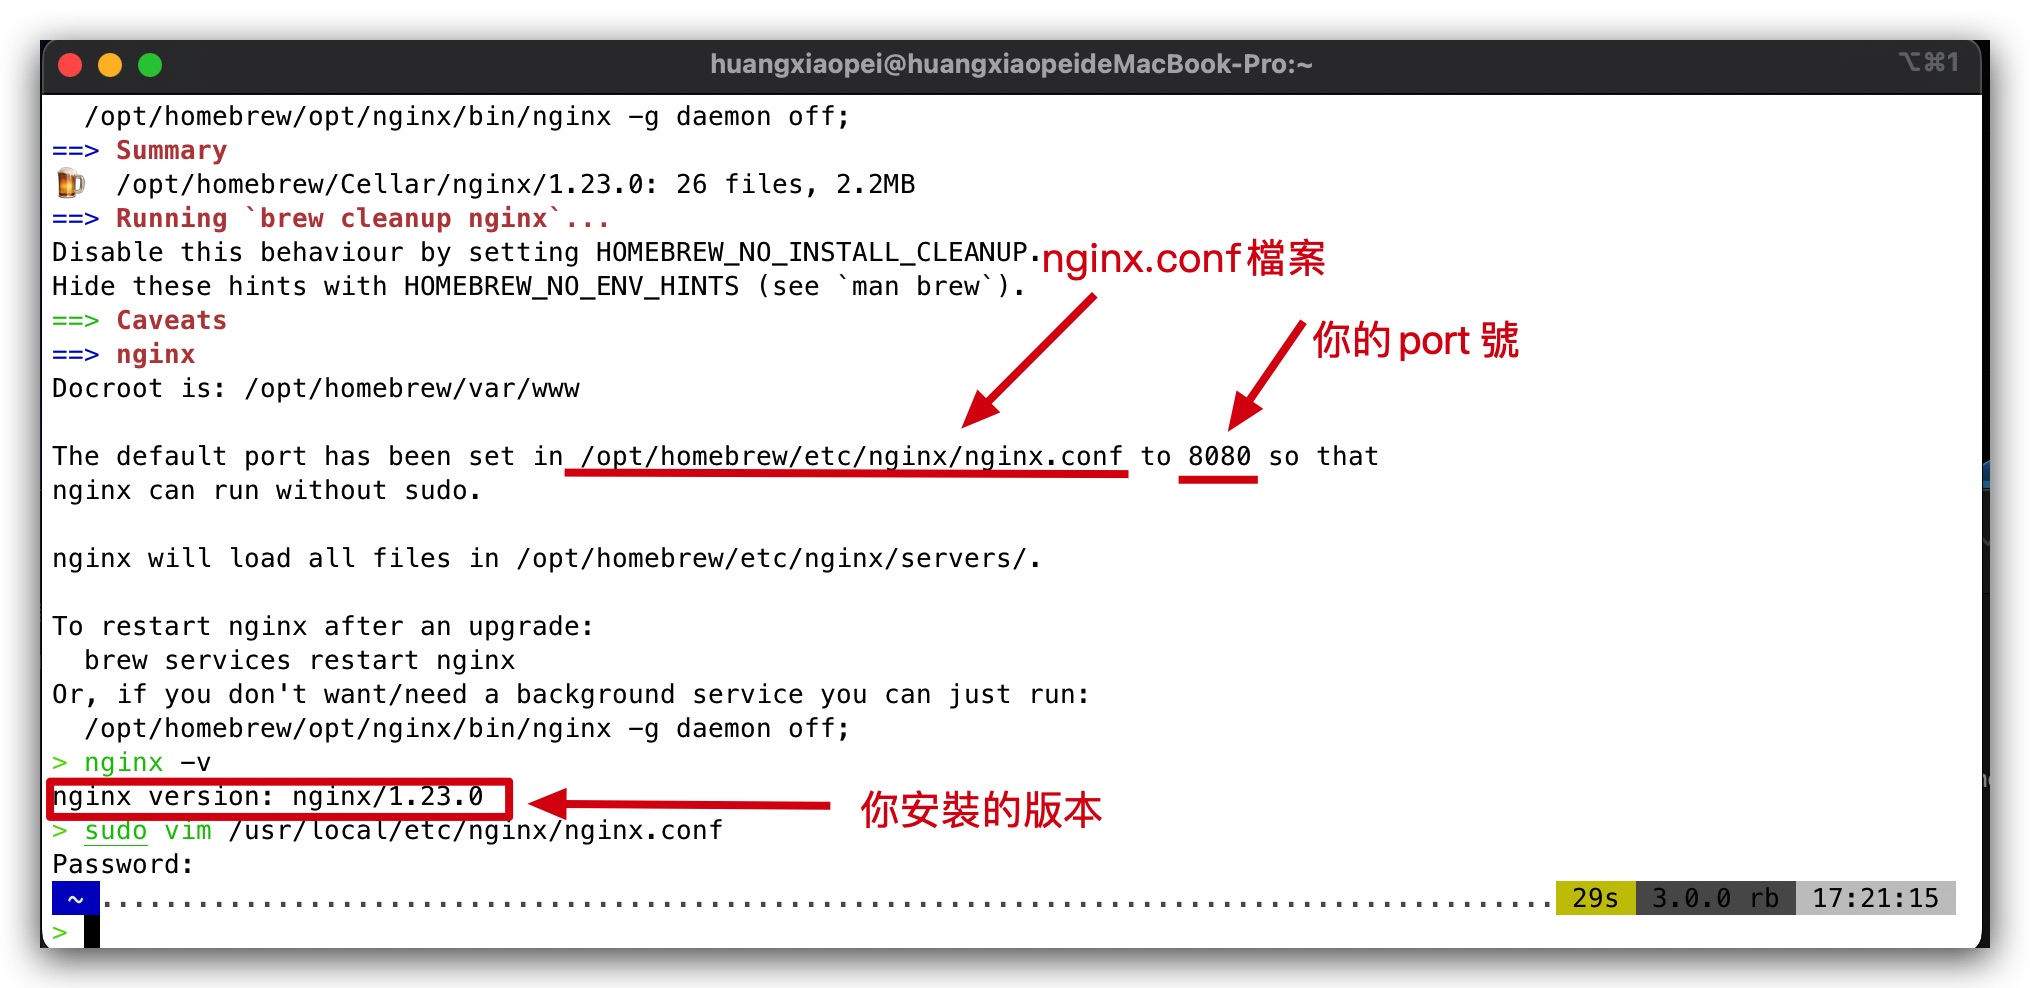 huangxiaopei@huangxiaopeideMacBook-Pro:~ ⌥⌘1
/opt/homebrew/opt/nginx/bin/nginx -g daemon off;
==> Summary
🍺 /opt/homebrew/Cellar/nginx/1.23.0: 26 files, 2.2MB
==> Running `brew cleanup nginx`...
Disable this behaviour by setting HOMEBREW_NO_INSTALL_CLEANUP.
nginx.conf檔案
Hide these hints with HOMEBREW_NO_ENV_HINTS (see `man brew`).
==> Caveats
你的 port 號
==> nginx
Docroot is: /opt/homebrew/var/www
The default port has been set in /opt/homebrew/etc/nginx/nginx.conf to 8080 so that
nginx can run without sudo.
nginx will load all files in /opt/homebrew/etc/nginx/servers/.
To restart nginx after an upgrade:
brew services restart nginx
Or, if you don't want/need a background service you can just run:
/opt/homebrew/opt/nginx/bin/nginx -g daemon off;
> nginx -v
nginx version: nginx/1.23.0
你安裝的版本
> sudo vim /usr/local/etc/nginx/nginx.conf
Password:
~ 29s 3.0.0 rb 17:21:15
>